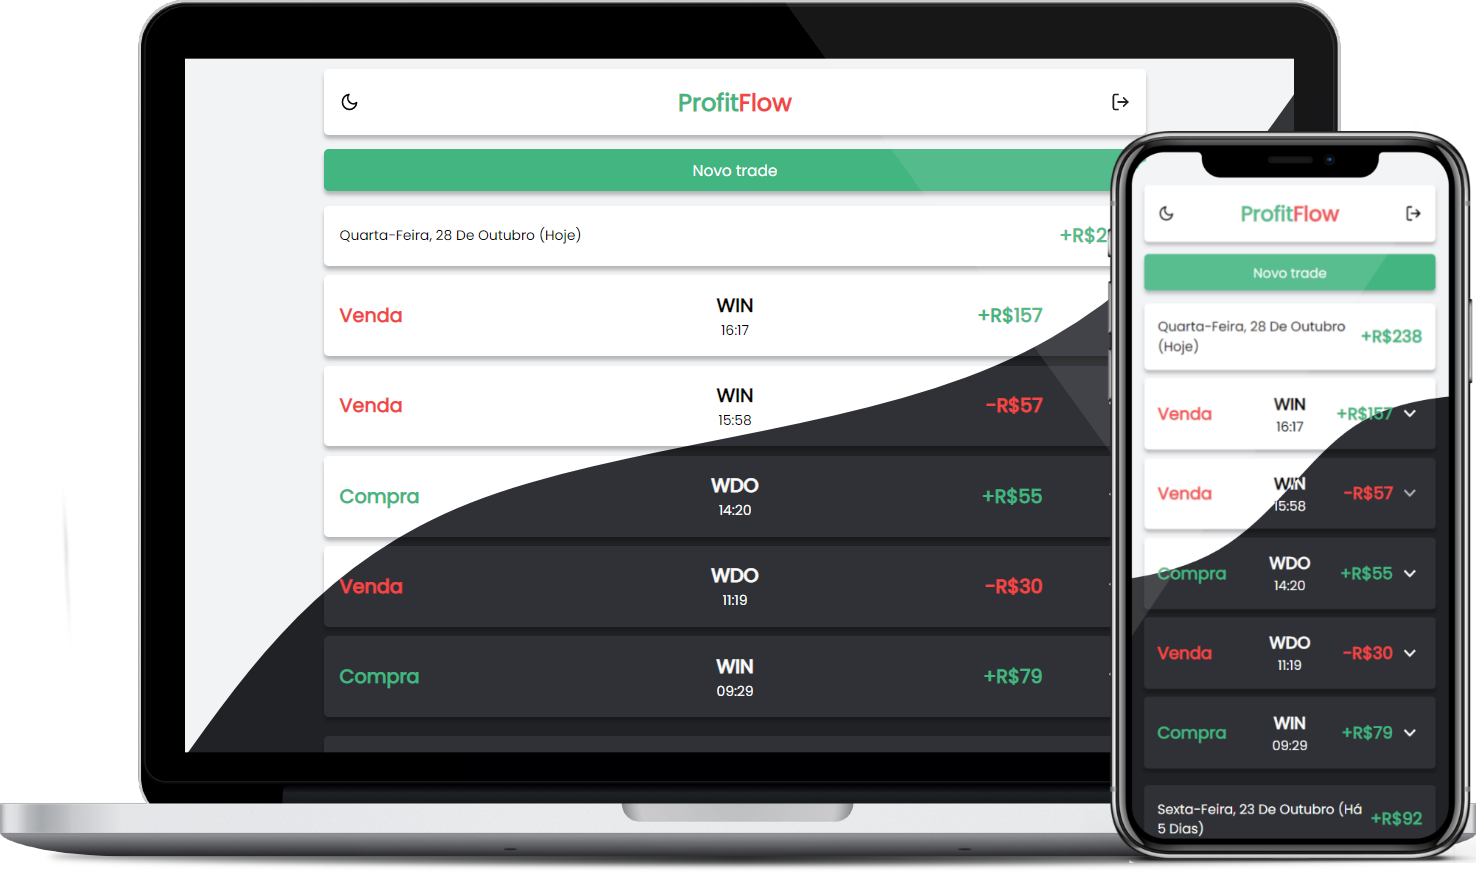 ProfitFlow
Novo trade
Quarta-Feira, 28 De Outubro (Hoje)
+R$2
Venda
WIN
16:17
+R$157
Venda
WIN
15:58
-R$57
Compra
WDO
14:20
+R$55
Venda
WDO
11:19
-R$30
Compra
WIN
09:29
+R$79
ProfitFlow
Novo trade
Quarta-Feira, 28 De Outubro
(Hoje)
+R$238
Venda
WIN
16:17
+R$157
Venda
WIN
15:58
-R$57
Compra
WDO
14:20
+R$55
Venda
WDO
11:19
-R$30
Compra
WIN
09:29
+R$79
Sexta-Feira, 23 De Outubro (Há
5 Dias)
+R$92